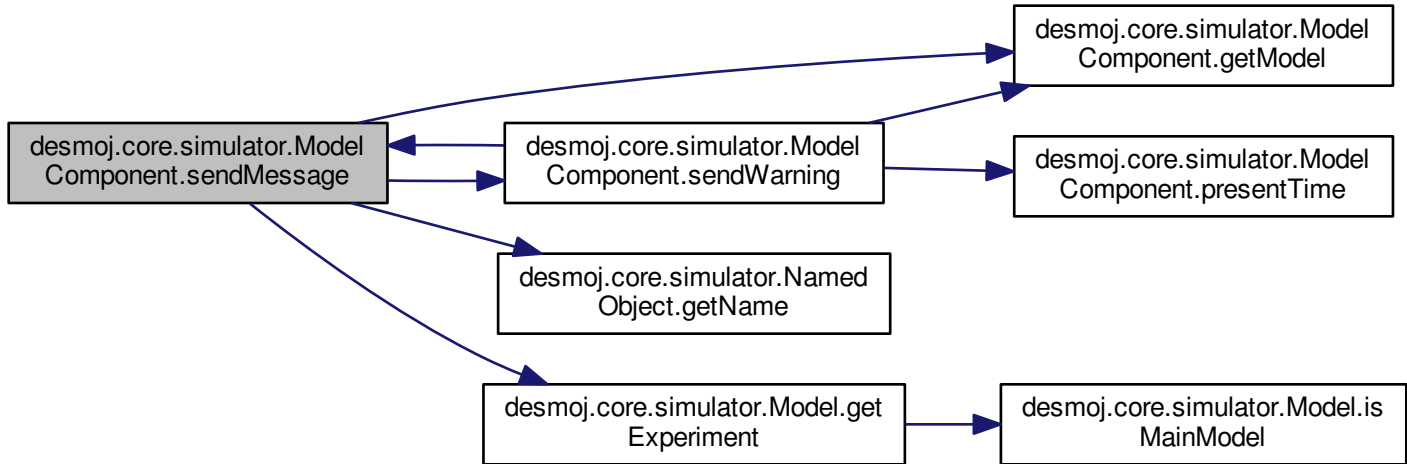 desmoj.core.simulator.Model
Component.getModel
desmoj.core.simulator.Model
Component.sendMessage
desmoj.core.simulator.Model
Component.sendWarning
desmoj.core.simulator.Model
Component.presentTime
desmoj.core.simulator.Named
Object.getName
desmoj.core.simulator.Model.get
Experiment
desmoj.core.simulator.Model.is
MainModel